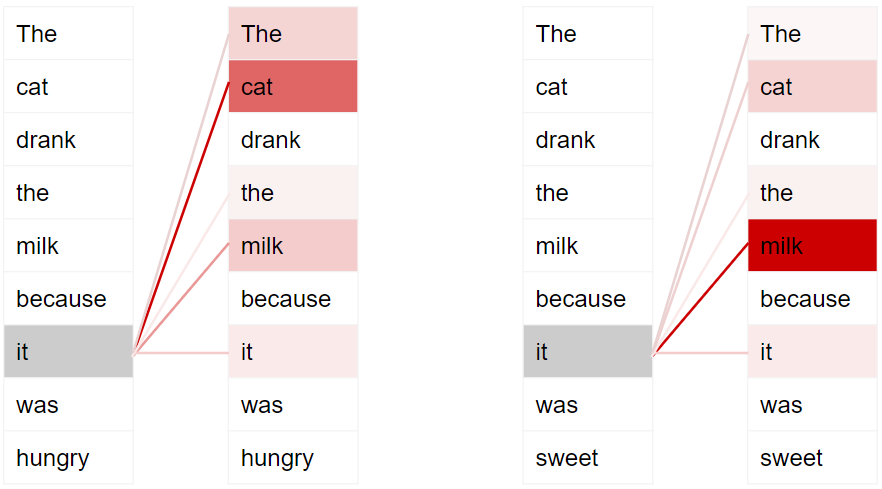 The The The The
cat cat cat cat
drank drank drank drank
the the the the
milk milk milk milk
because because because because
it it it it
was was was was
hungry hungry sweet sweet